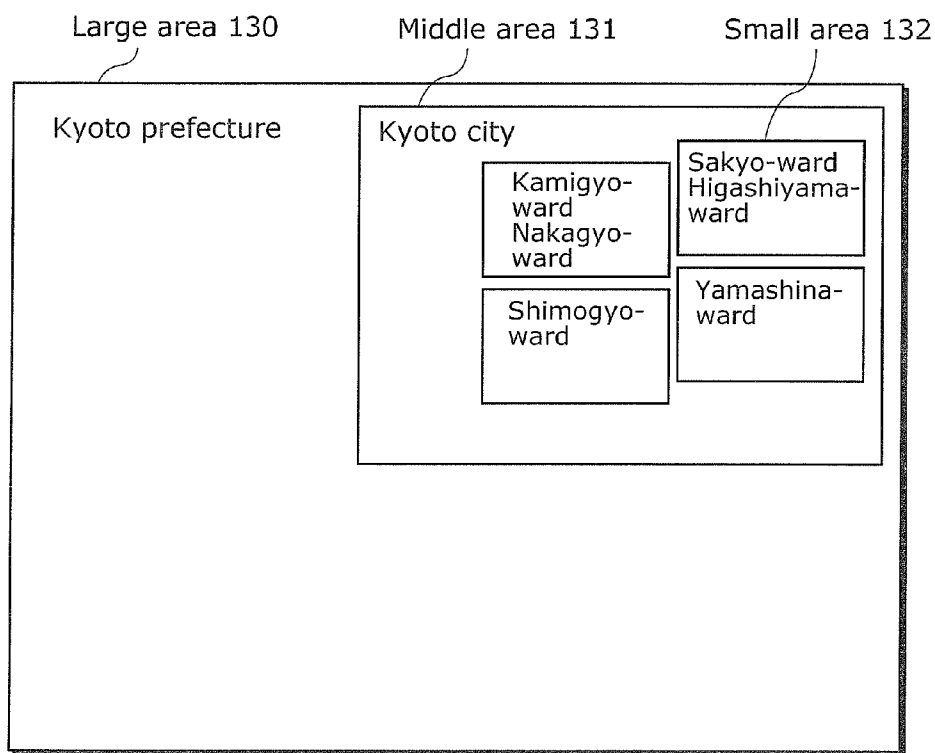 Large area 130
Middle area 131
Small area 132
Kyoto prefecture
Kyoto city
Kamigyo-
ward
Nakagyo-
ward
Sakyo-ward
Higashiyama-
ward
Shimogyo-
ward
Yamashina-
ward